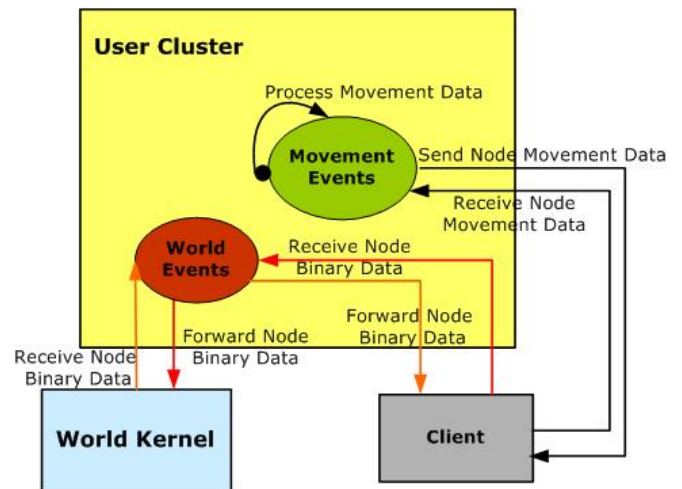 User Cluster
Process Movement Data
Movement
Events
Send Node Movement Data
Receive Node
Movement Data
World
Events
Receive Node
Binary Data
Forward Node
Binary Data
Forward Node
Binary Data
Receive Node
Binary Data
World Kernel
Client